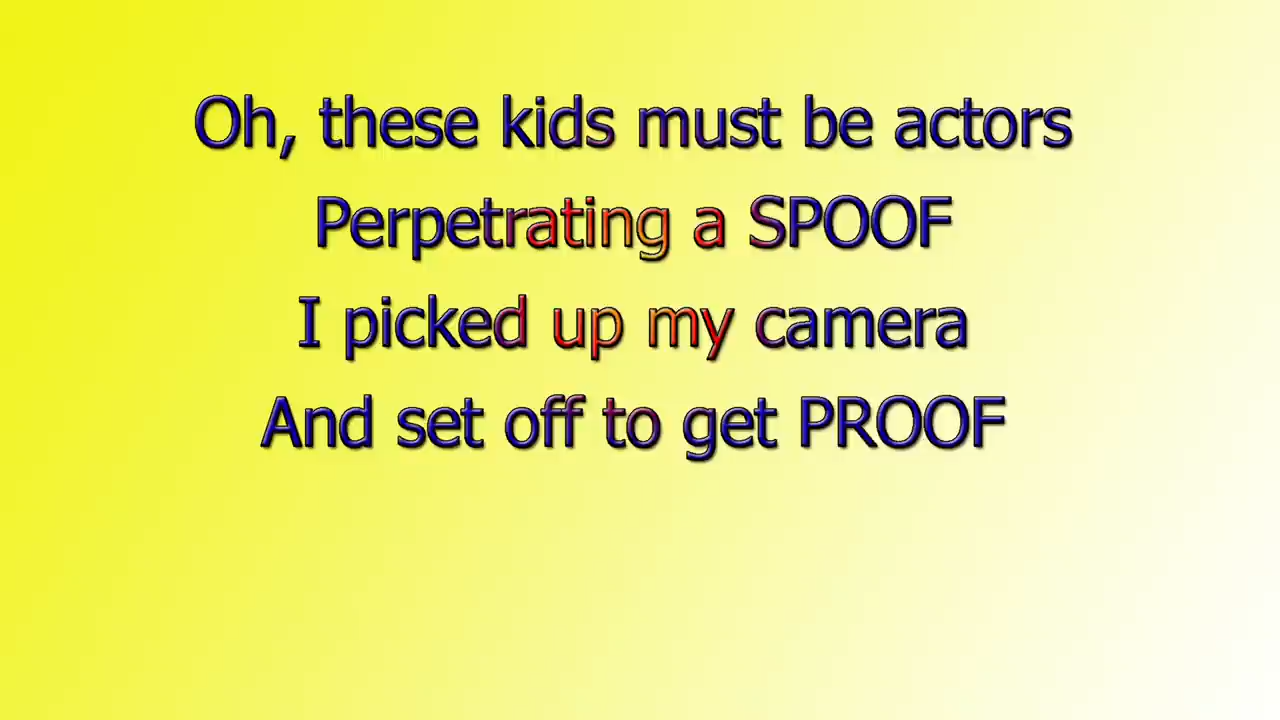 Oh, these kids must be actors
Perpetrating a SPOOF
I picked up my camera
And set off to get PROOF